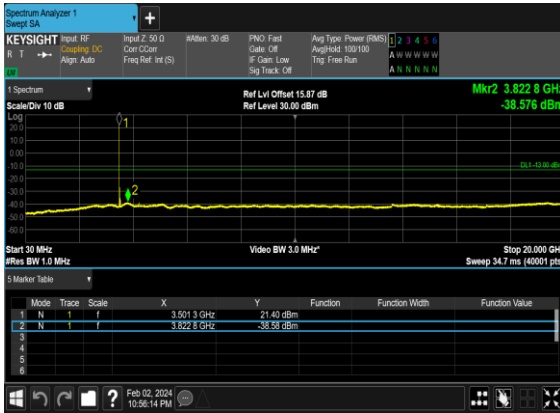 Spectrum Analyzer 1
Swept SA
+
KEYSIGHT Input: RF Input Z: 50 Ω #Atten: 30 dB PNO: Fast Avg Type: Power (RMS) 1 2 3 4 5 6
R T Coupling: DC Corr CCorr Gate: Off Avg|Hold: 100/100 A W W W W W
Align: Auto Freq Ref: Int (S) IF Gain: Low Trig: Free Run
Sig Track: Off A N N N N N
1 Spectrum
Scale/Div 10 dB
Ref Lvl Offset 15.87 dB
Ref Level 30.00 dBm
Mkr2 3.822 8 GHz
-38.576 dBm
Log
1
20.0
10.0
0.00
-10.0
DL1 -13.00 dBm
-20.0
-30.0
2
-40.0
-50.0
-60.0
Start 30 MHz Video BW 3.0 MHz* Stop 20.000 GH
#Res BW 1.0 MHz Sweep 34.7 ms (40001 pts
5 Marker Table
Mode Trace Scale X Y Function Function Width Function Value
1 N 1 f 3.501 3 GHz 21.40 dBm
2 N 1 f 3.822 8 GHz -38.58 dBm
3
4
5
6
? Feb 02, 2024
10:56:14 PM